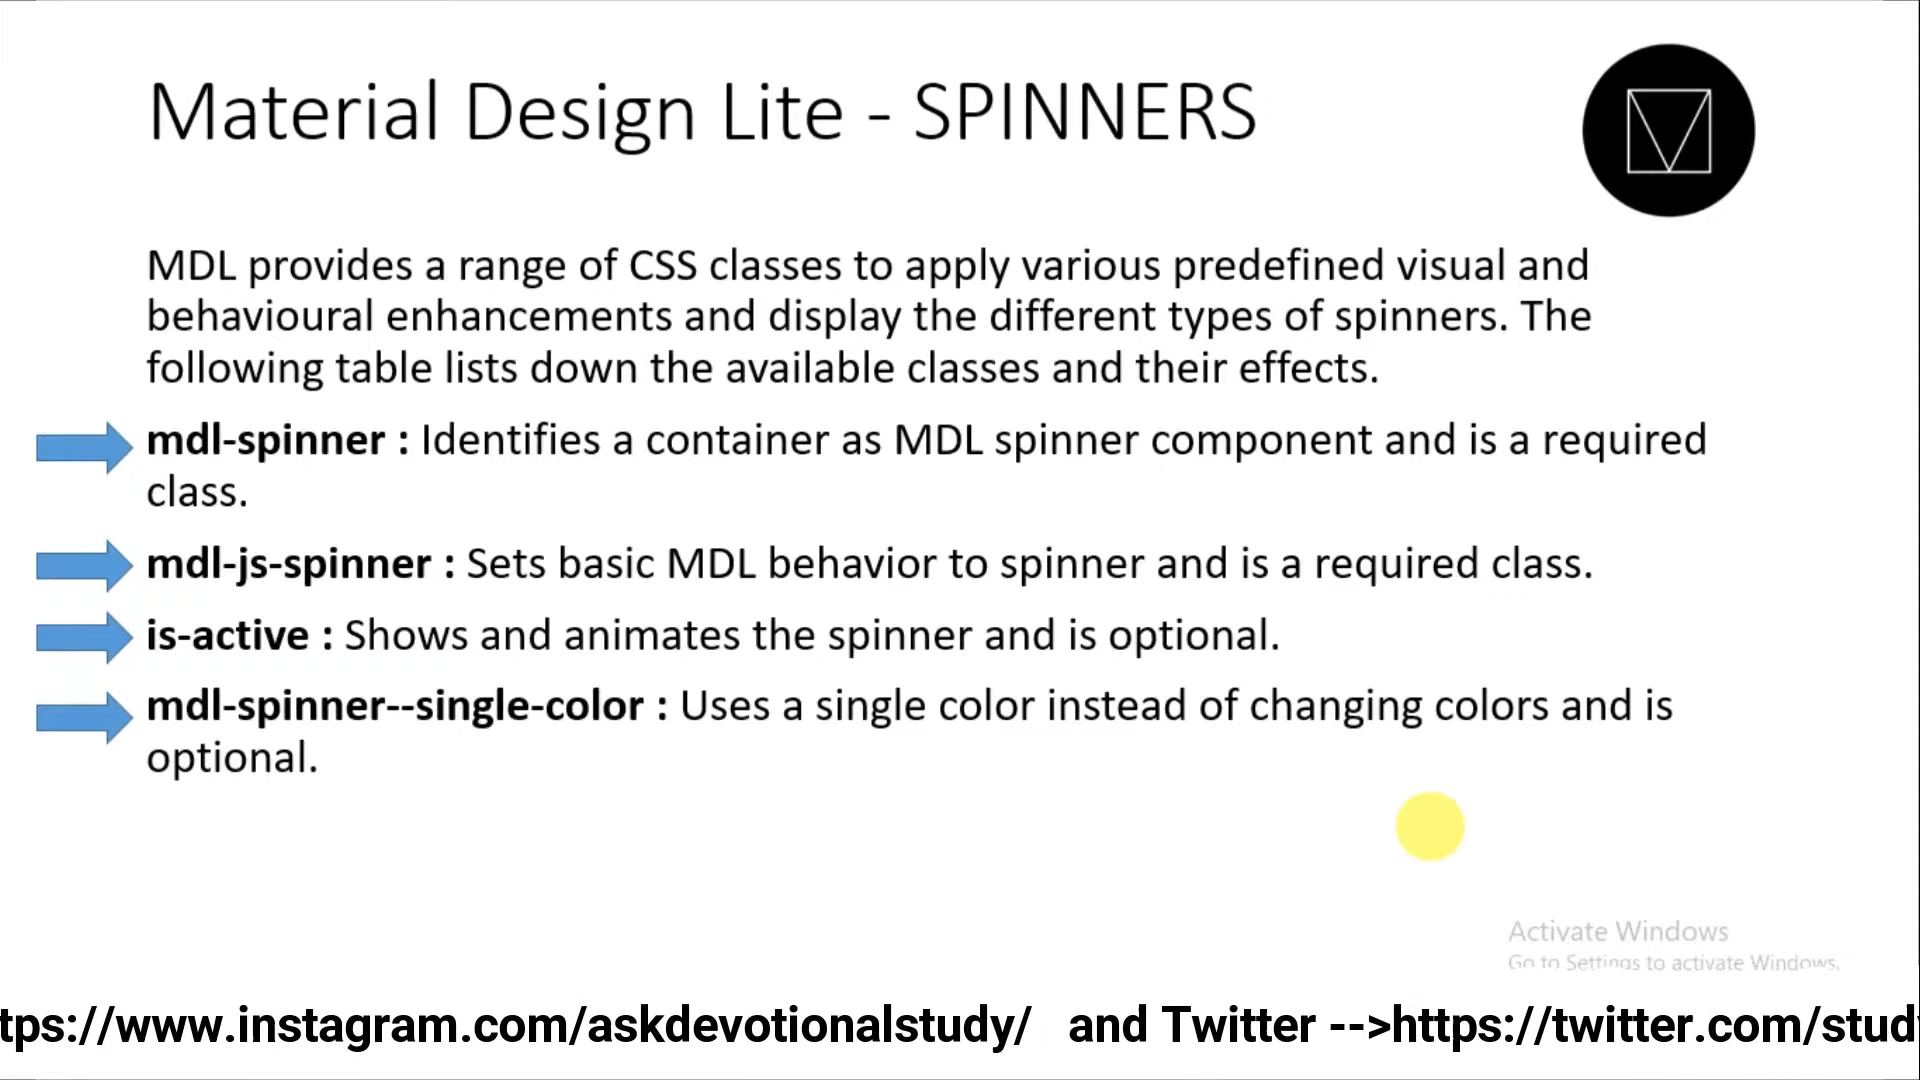 Material Design Lite - SPINNERS
MDL provides a range of CSS classes to apply various predefined visual and
behavioural enhancements and display the different types of spinners. The
following table lists down the available classes and their effects.
mdl-spinner : Identifies a container as MDL spinner component and is a required
class.
mdl-js-spinner : Sets basic MDL behavior to spinner and is a required class.
is-active : Shows and animates the spinner and is optional.
mdl-spinner--single-color : Uses a single color instead of changing colors and is
optional.
Activate Windows
Go to Settings to activate Windows.
tps://www.instagram.com/askdevotionalstudy/ and Twitter -->https://twitter.com/stud